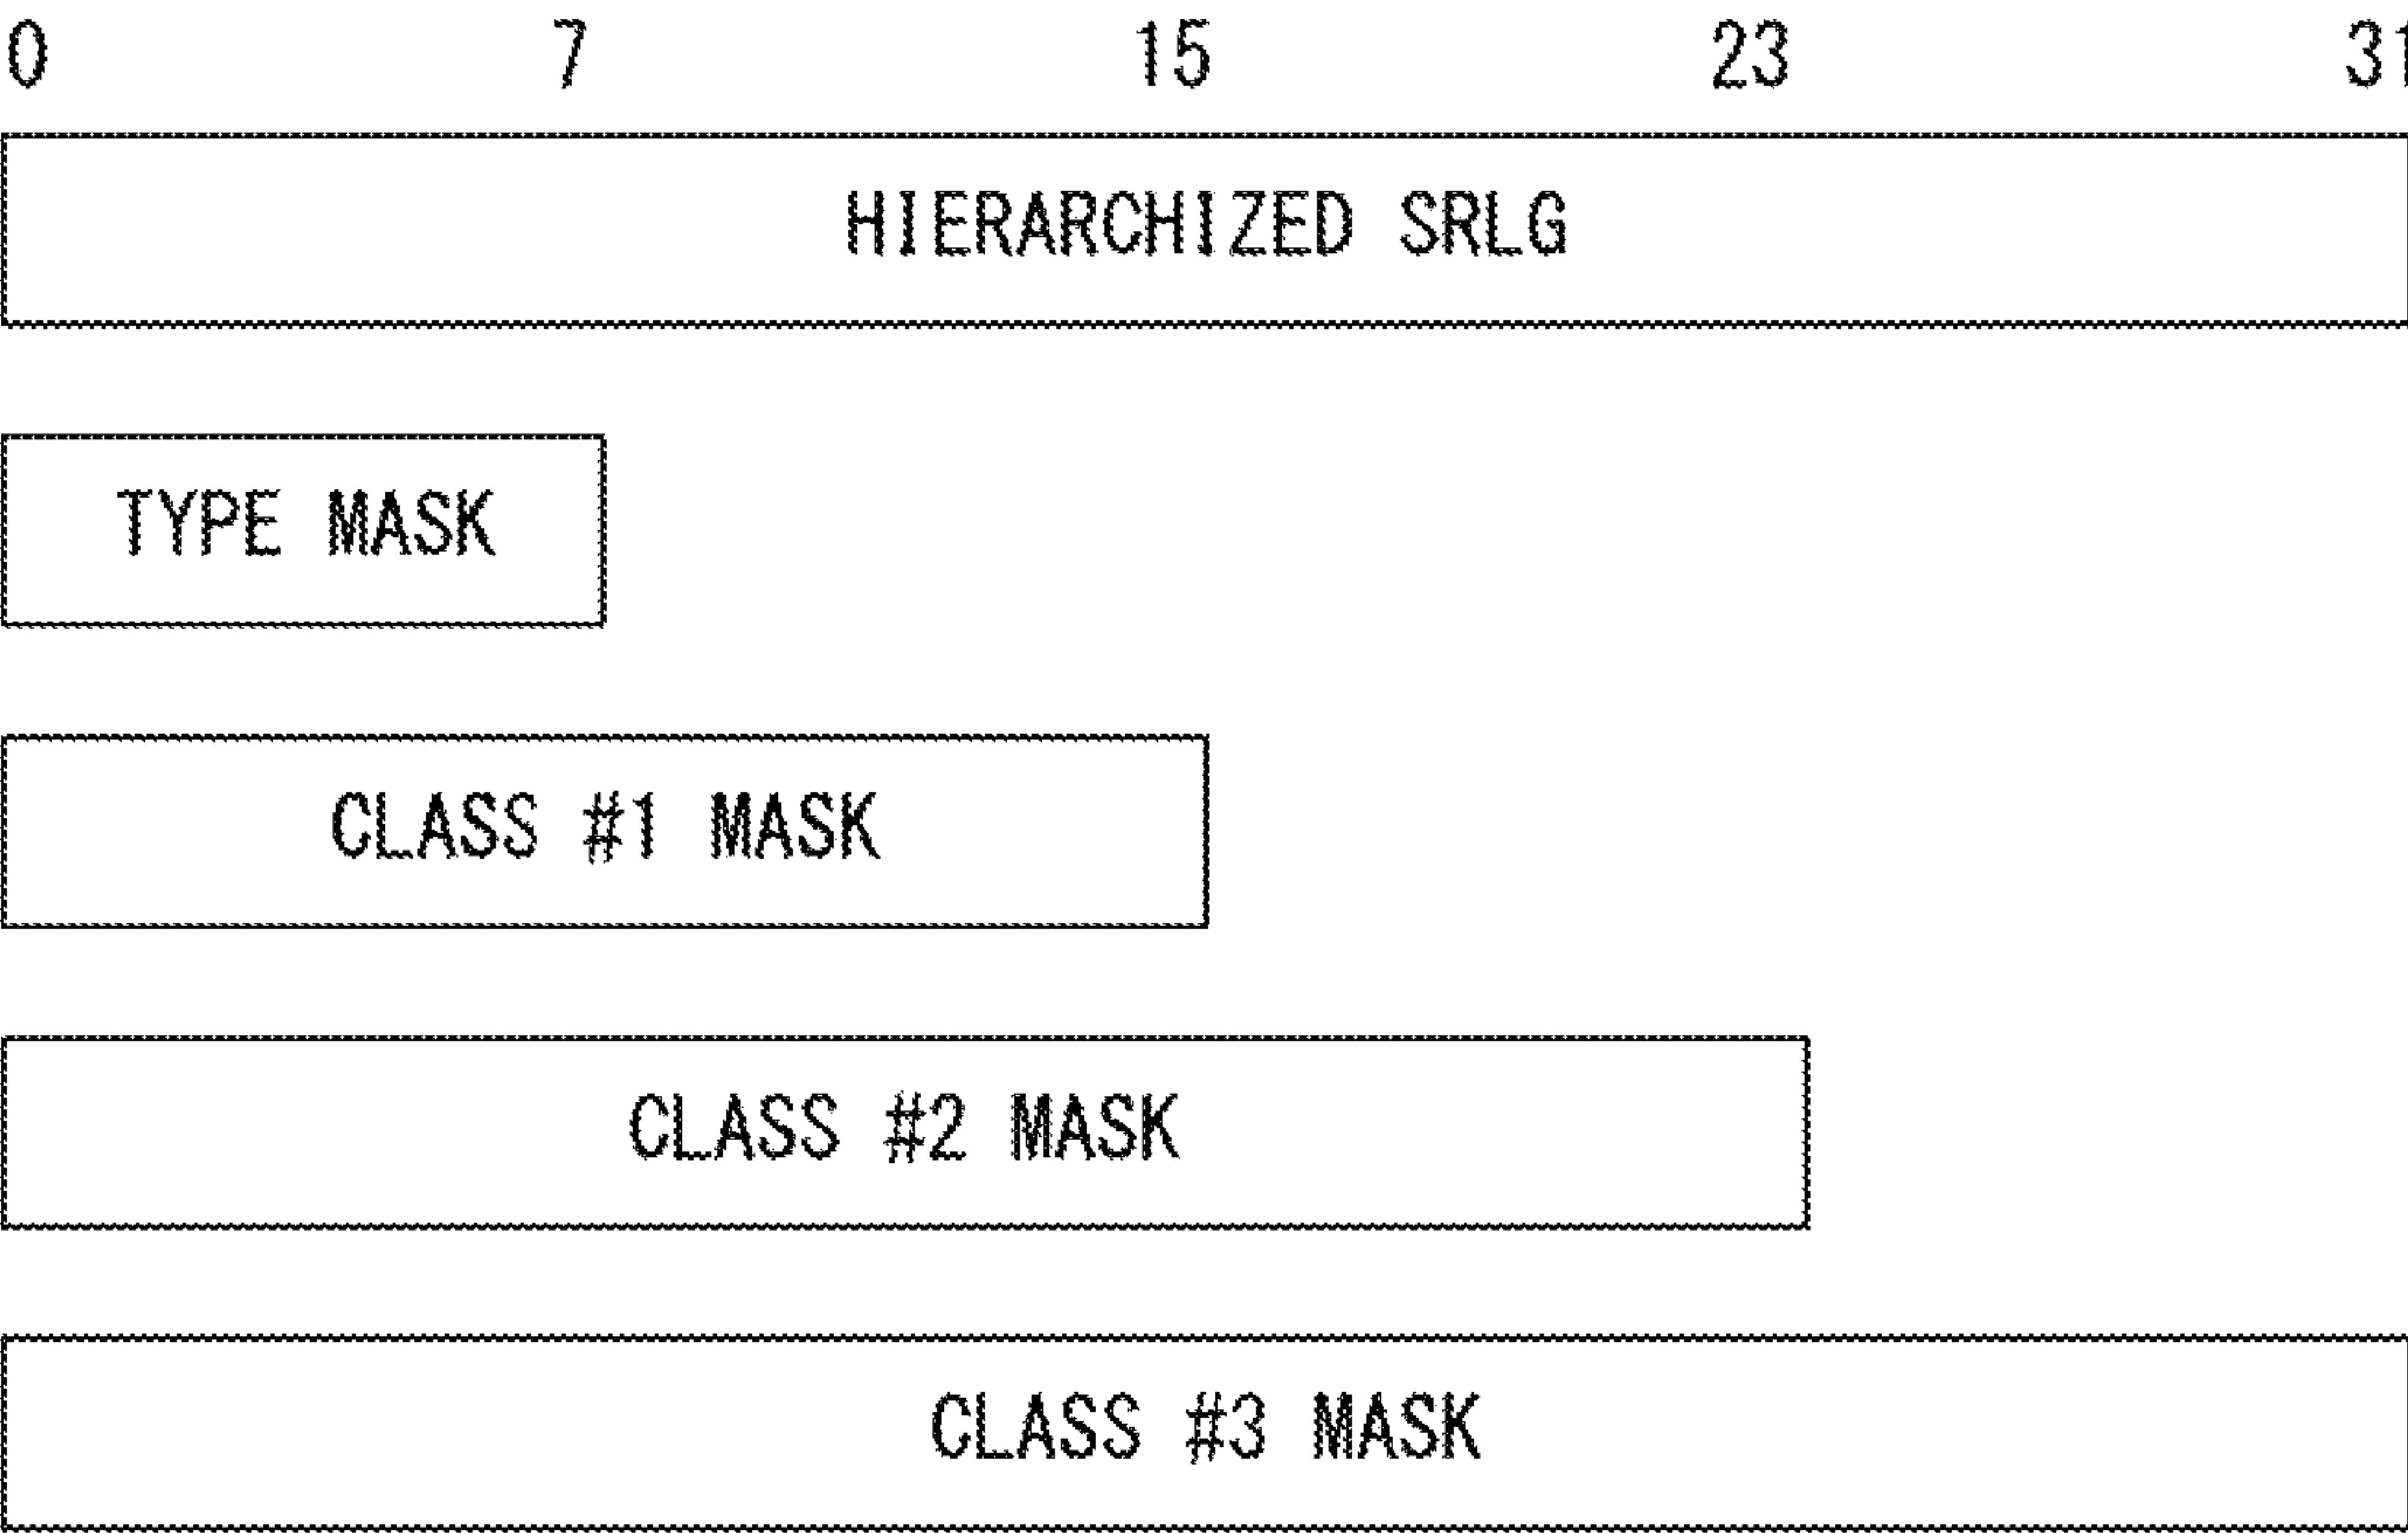 0 7 15 23 31
HIERARCHIZED SRLG
TYPE MASK
CLASS #1 MASK
CLASS #2 MASK
CLASS #3 MASK